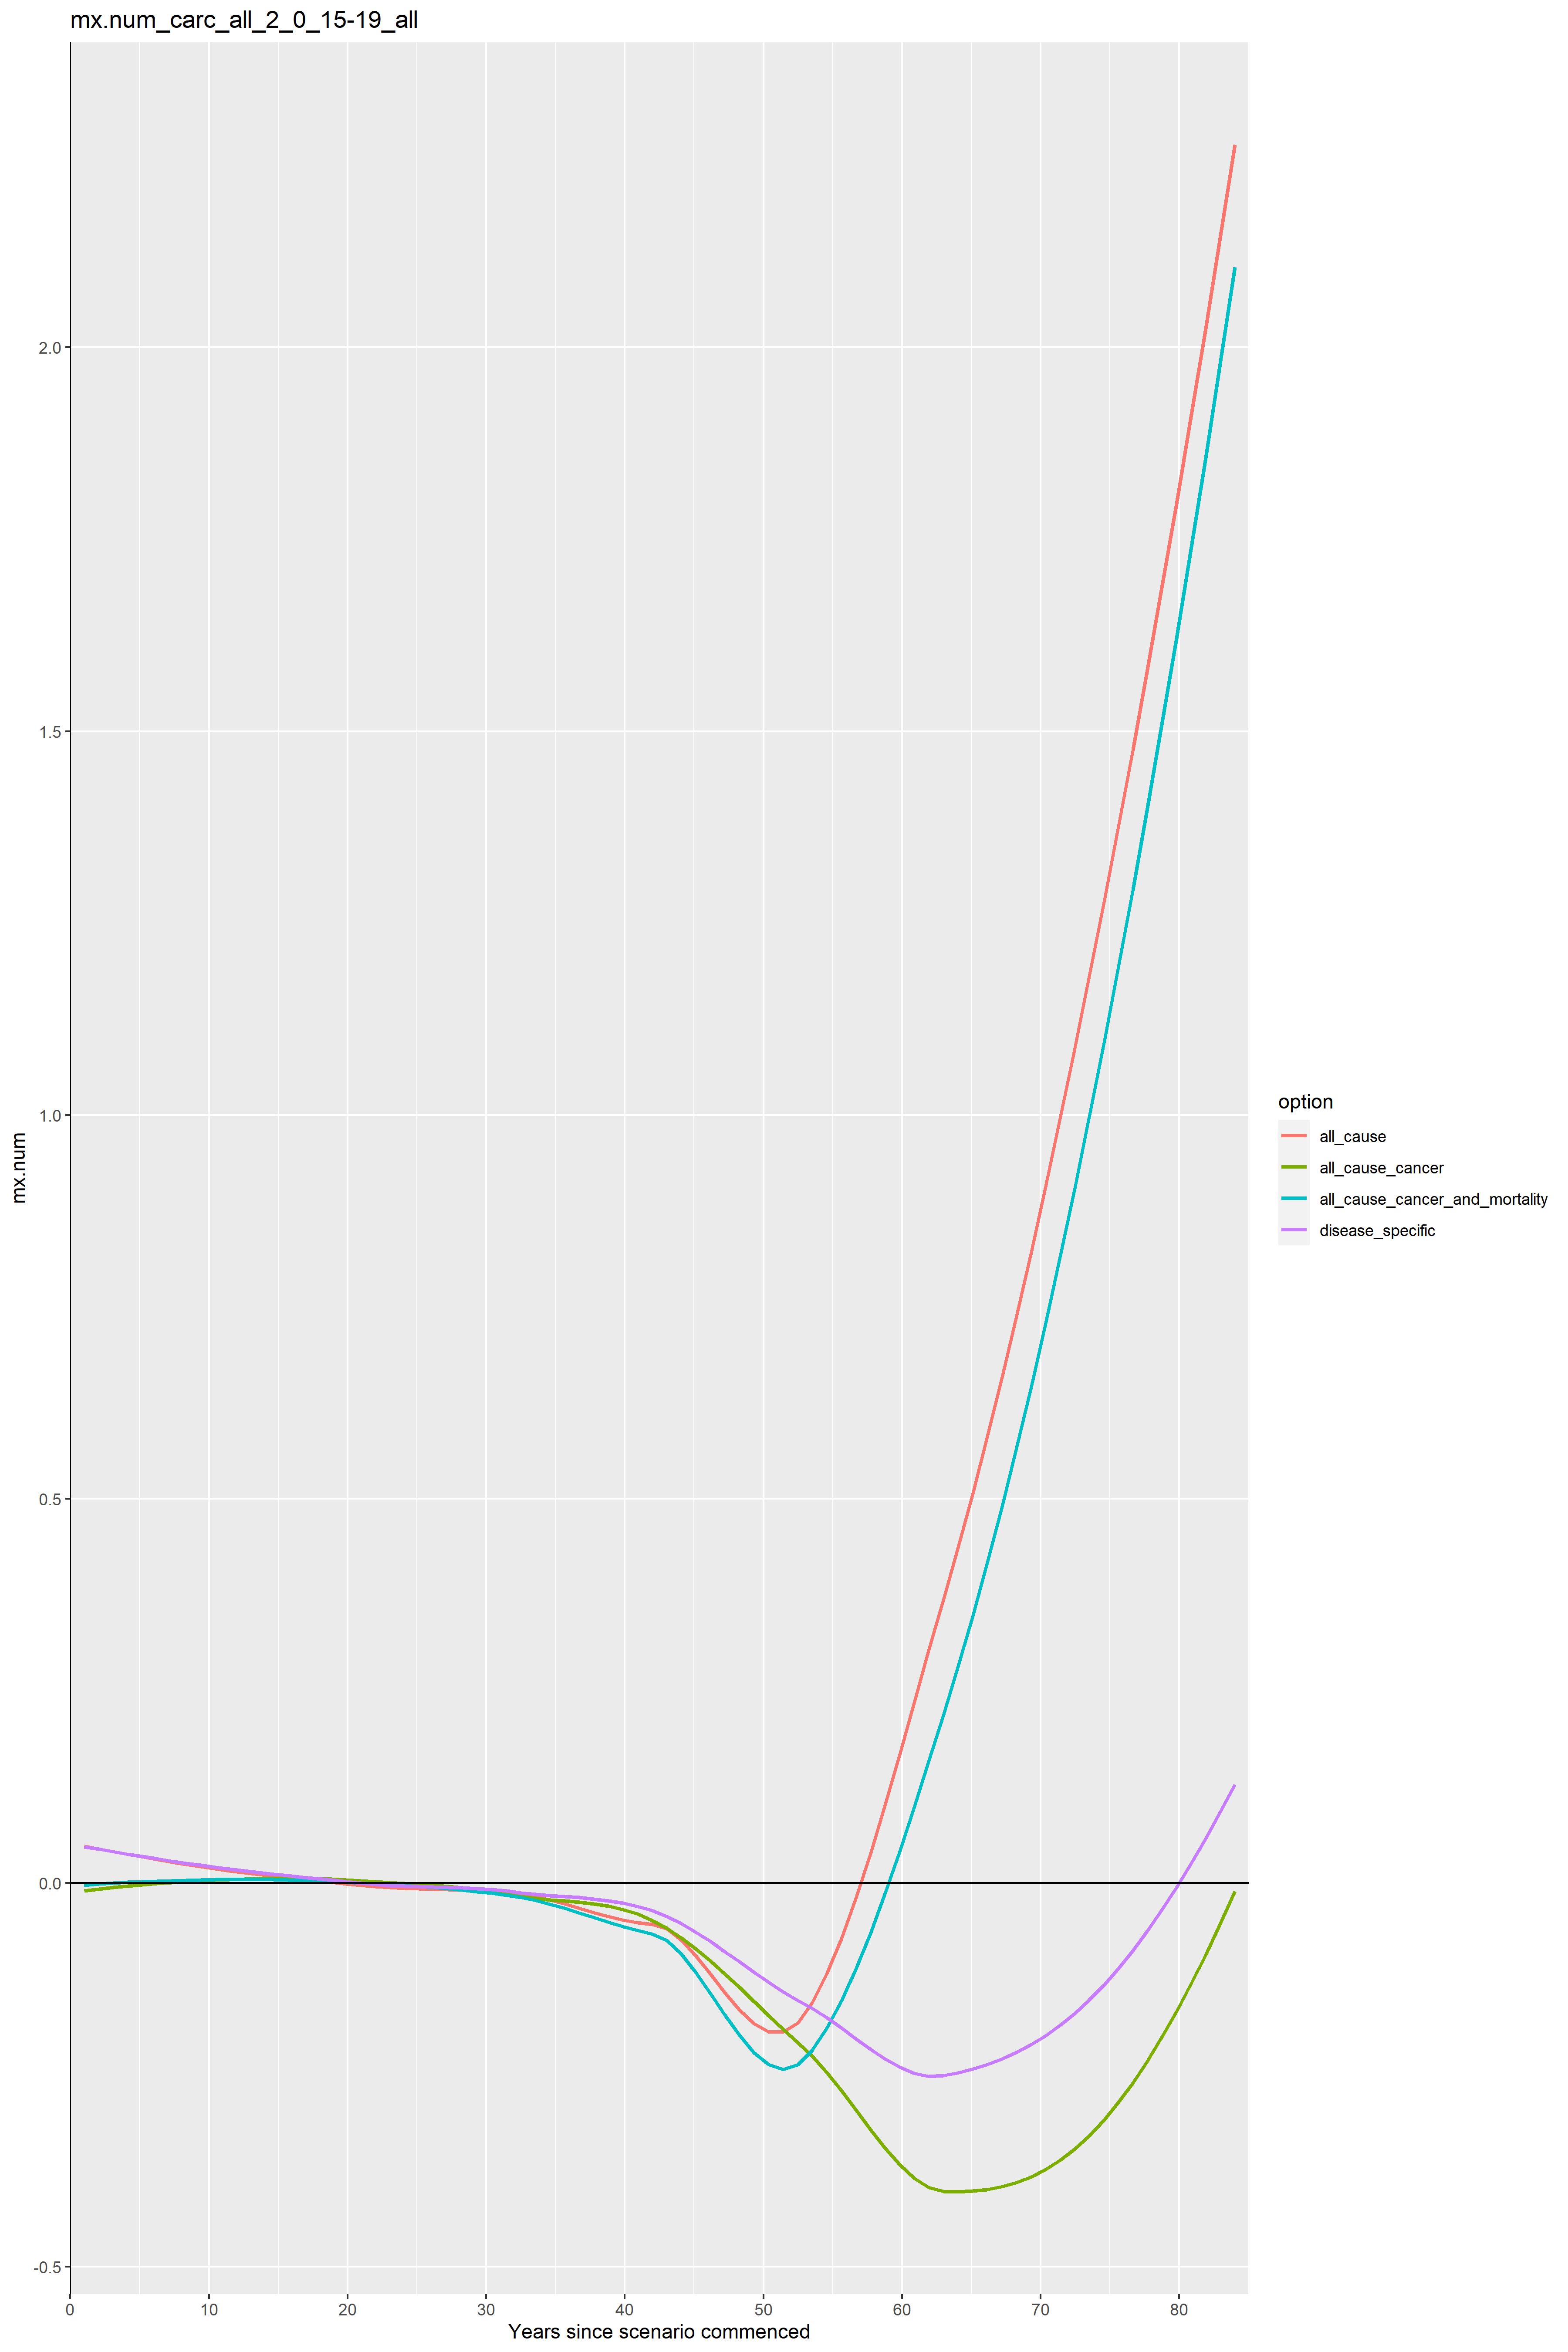 mx.num_carc_all_2_0_15-19_all
2.0
1.5
1.0
0.5
0.0
-0.5
mx.num
0 10 20 30 40 50 60 70 80
Years since scenario commenced
option
all_cause
all_cause_cancer
all_cause_cancer_and_mortality
disease_specific